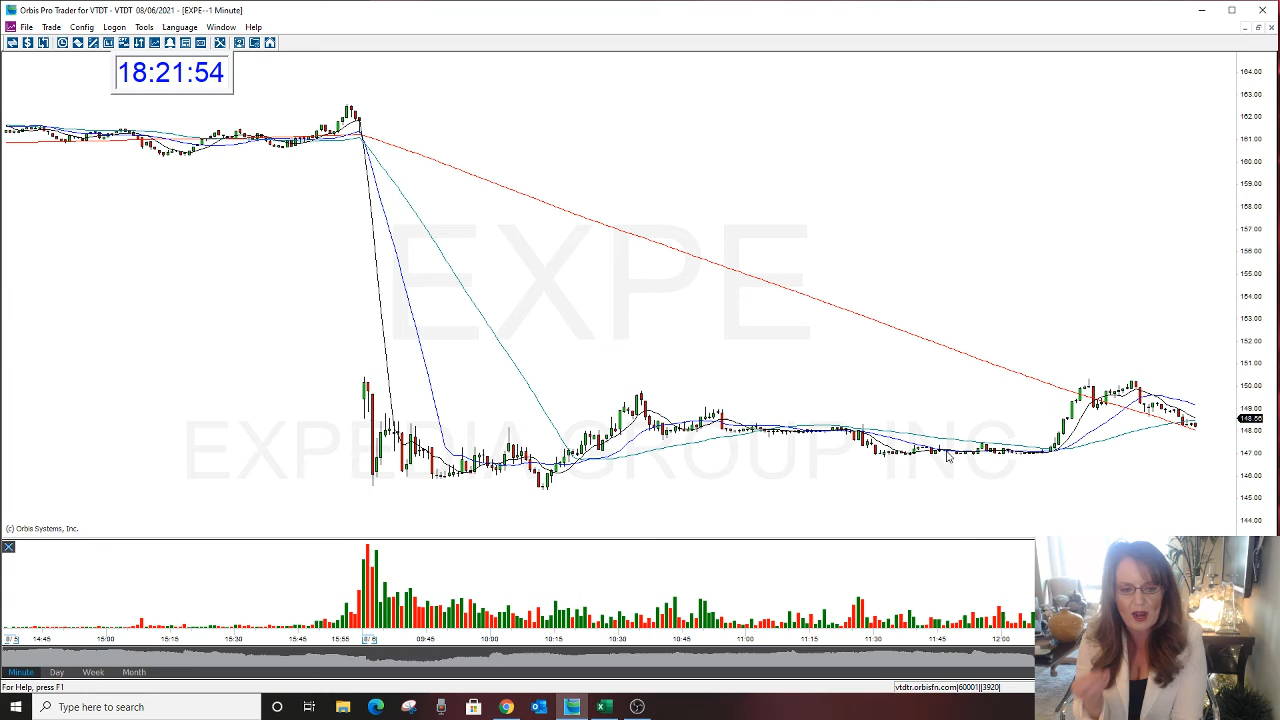 Orbis Pro Trader for VTDT - VTDT 08/06/2021 - [EXPE--1 Minute]
File Trade Config Logon Tools Language Window Help
18:21:54
164.00
163.00
162.00
161.00
160.00
159.00
158.00
157.00
156.00
155.00
154.00
153.00
152.00
151.00
150.00
149.00
148.00
147.00
146.00
145.00
144.00
EXPE
EXPEDIA GROUP INC
(c) Orbis Systems, Inc.
14:45 15:00 15:15 15:30 15:45 15:55 09:45 10:00 10:15 10:30 10:45 11:00 11:15 11:30 11:45 12:00
Minute Day Week Month
For Help, press F1
vtdtr.orbisfn.com|60001||3920|
Type here to search